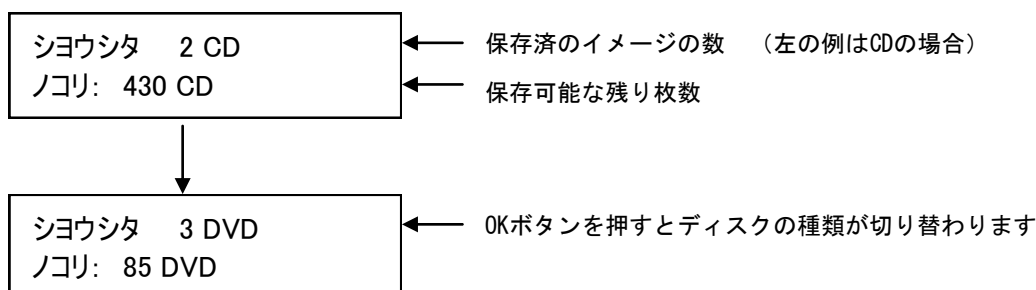 シヨウシタ 2 CD
保存済のイメージの数 (左の例はCDの場合)
ノコリ: 430 CD
保存可能な残り枚数
シヨウシタ 3 DVD
OKボタンを押すとディスクの種類が切り替わります
ノコリ: 85 DVD